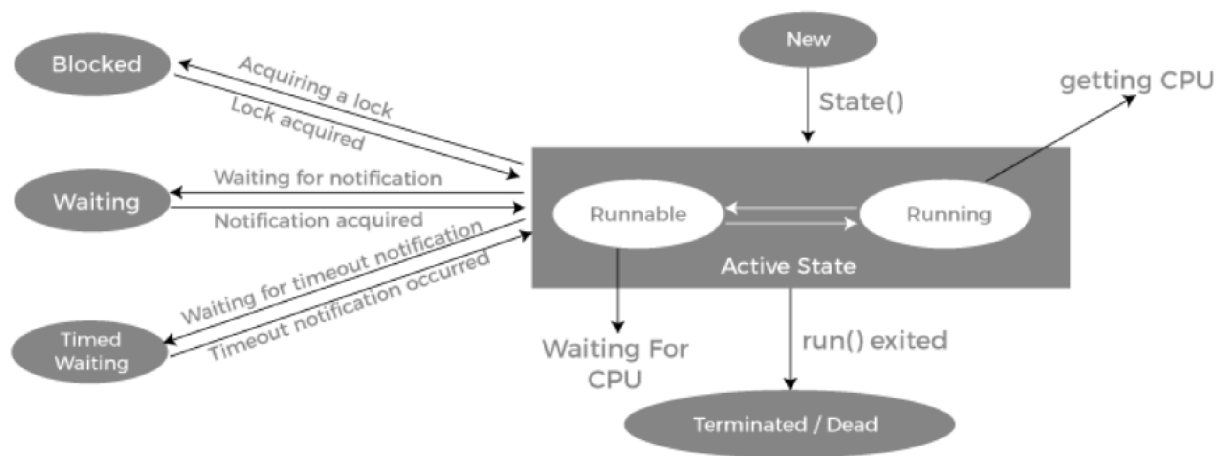 New
Blocked
Acquiring a lock
Lock acquired
State()
getting CPU
Waiting for notification
Waiting
Notification acquired
Runnable
Running
Active State
Waiting for timeout notification
Timeout notification occurred
Timed
Waiting
Waiting For
CPU
run() exited
Terminated / Dead